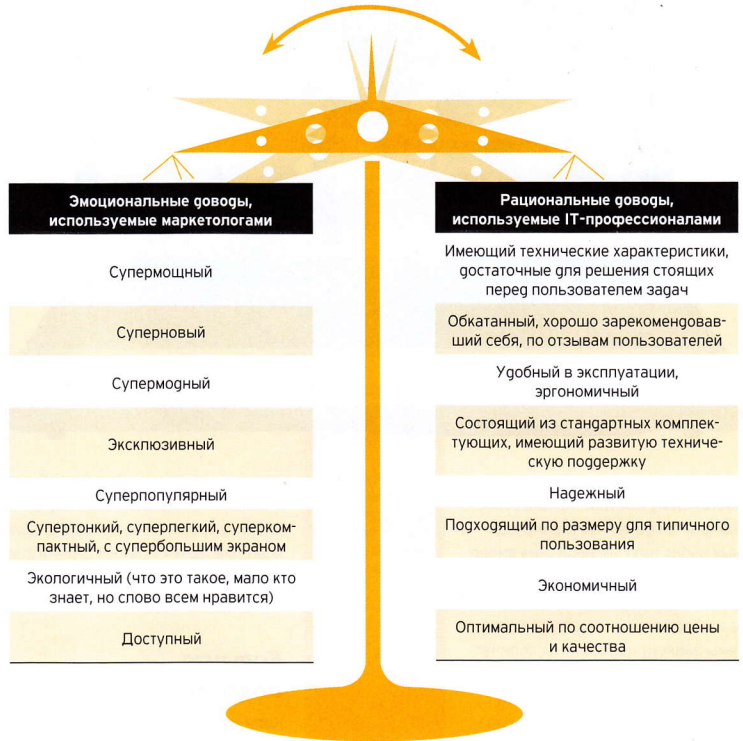 Эмоциональные доводы,
используемые маркетологами
Супермощный
Суперновый
Супермодный
Эксклюзивный
Суперпопулярный
Супертонкий, суперлегкий, суперком-
пактный, с супербольшим экраном
Экологичный (что это такое, мало кто
знает, но слово всем нравится)
Доступный
Рациональные доводы,
используемые IT-профессионалами
Имеющий технические характеристики,
достаточные для решения стоящих
перед пользователем задач
Обкатанный, хорошо зарекомендовав-
ший себя, по отзывам пользователей
Удобный в эксплуатации,
эргономичный
Состоящий из стандартных комплек-
тующих, имеющий развитую техниче-
скую поддержку
Надежный
Подходящий по размеру для типичного
пользования
Экономичный
Оптимальный по соотношению цены
и качества